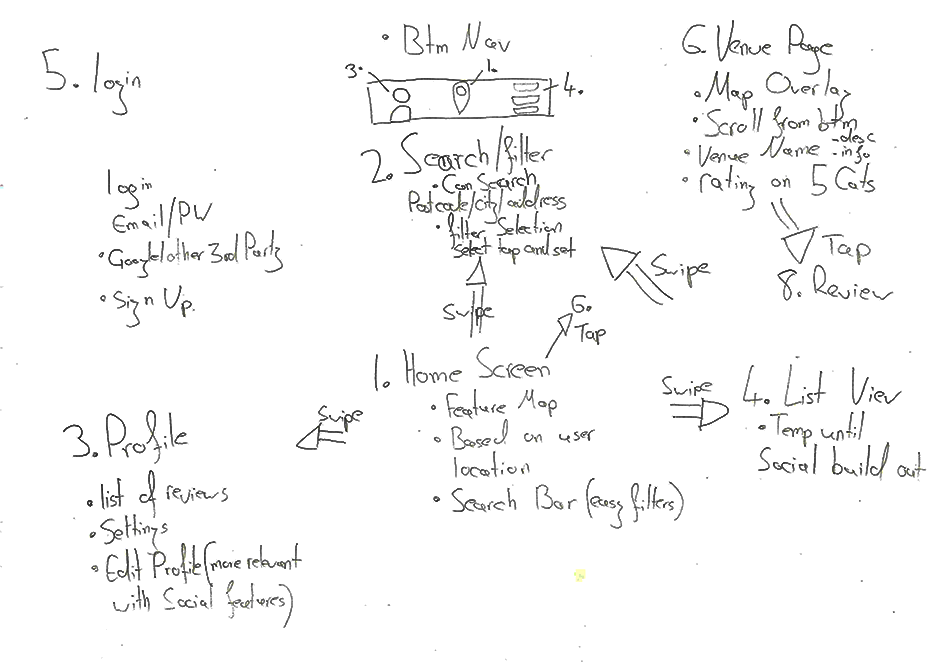 5. login
login
Email/PW
• Google/other 3rd Party
• Sign Up.
• Btm Nav
3.
1.
4.
2. Search/filter
• Can Search
Postcode/city/address
• filter Selection
Select tap and set
Swipe
Swipe
6.
Tap
1. Home Screen
• Feature Map
• Based on user
location
• Search Bar (easy filters)
Swipe
3. Profile
• list of reviews
• Settings
• Edit Profile (more relevant
with Social features)
6. Venue Page
• Map Overlay
• Scroll from btm
• Venue Name -desc
-info
• rating on 5 Cats
Tap
8. Review
Swipe
4. List View
• Temp until
Social build out